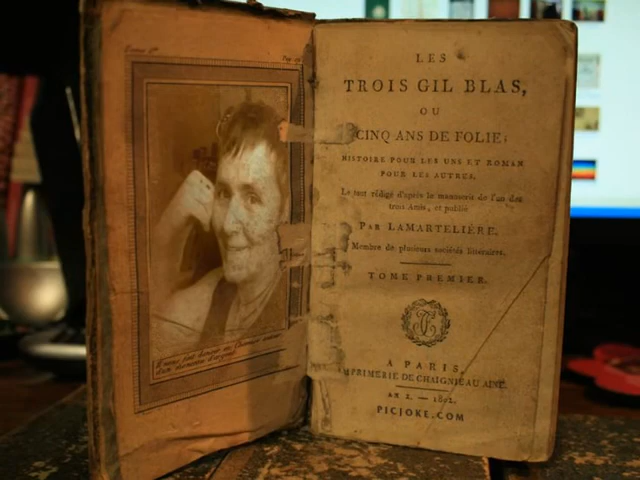 LES
TROIS GIL BLAS,
OU
CINQ ANS DE FOLIE;
HISTOIRE POUR LES UNS ET ROMAN
POUR LES AUTRES,
Le tout rédigé d'après le manuscrit de l'un des
trois Amis, et publié
PAR LAMARTELIÈRE,
Membre de plusieurs sociétés littéraires.
TOME PREMIER.
A PARIS,
IMPRIMERIE DE CHAIGNIEAU AINÉ.
1802.
PICJOKE.COM